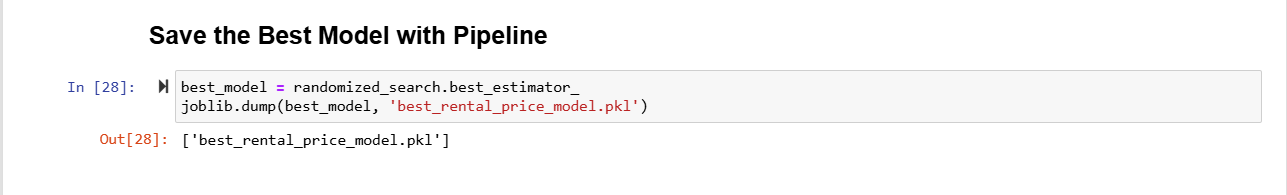 Save the Best Model with Pipeline
In [28]: best_model = randomized_search.best_estimator_
joblib.dump(best_model, 'best_rental_price_model.pkl')
Out[28]: ['best_rental_price_model.pkl']